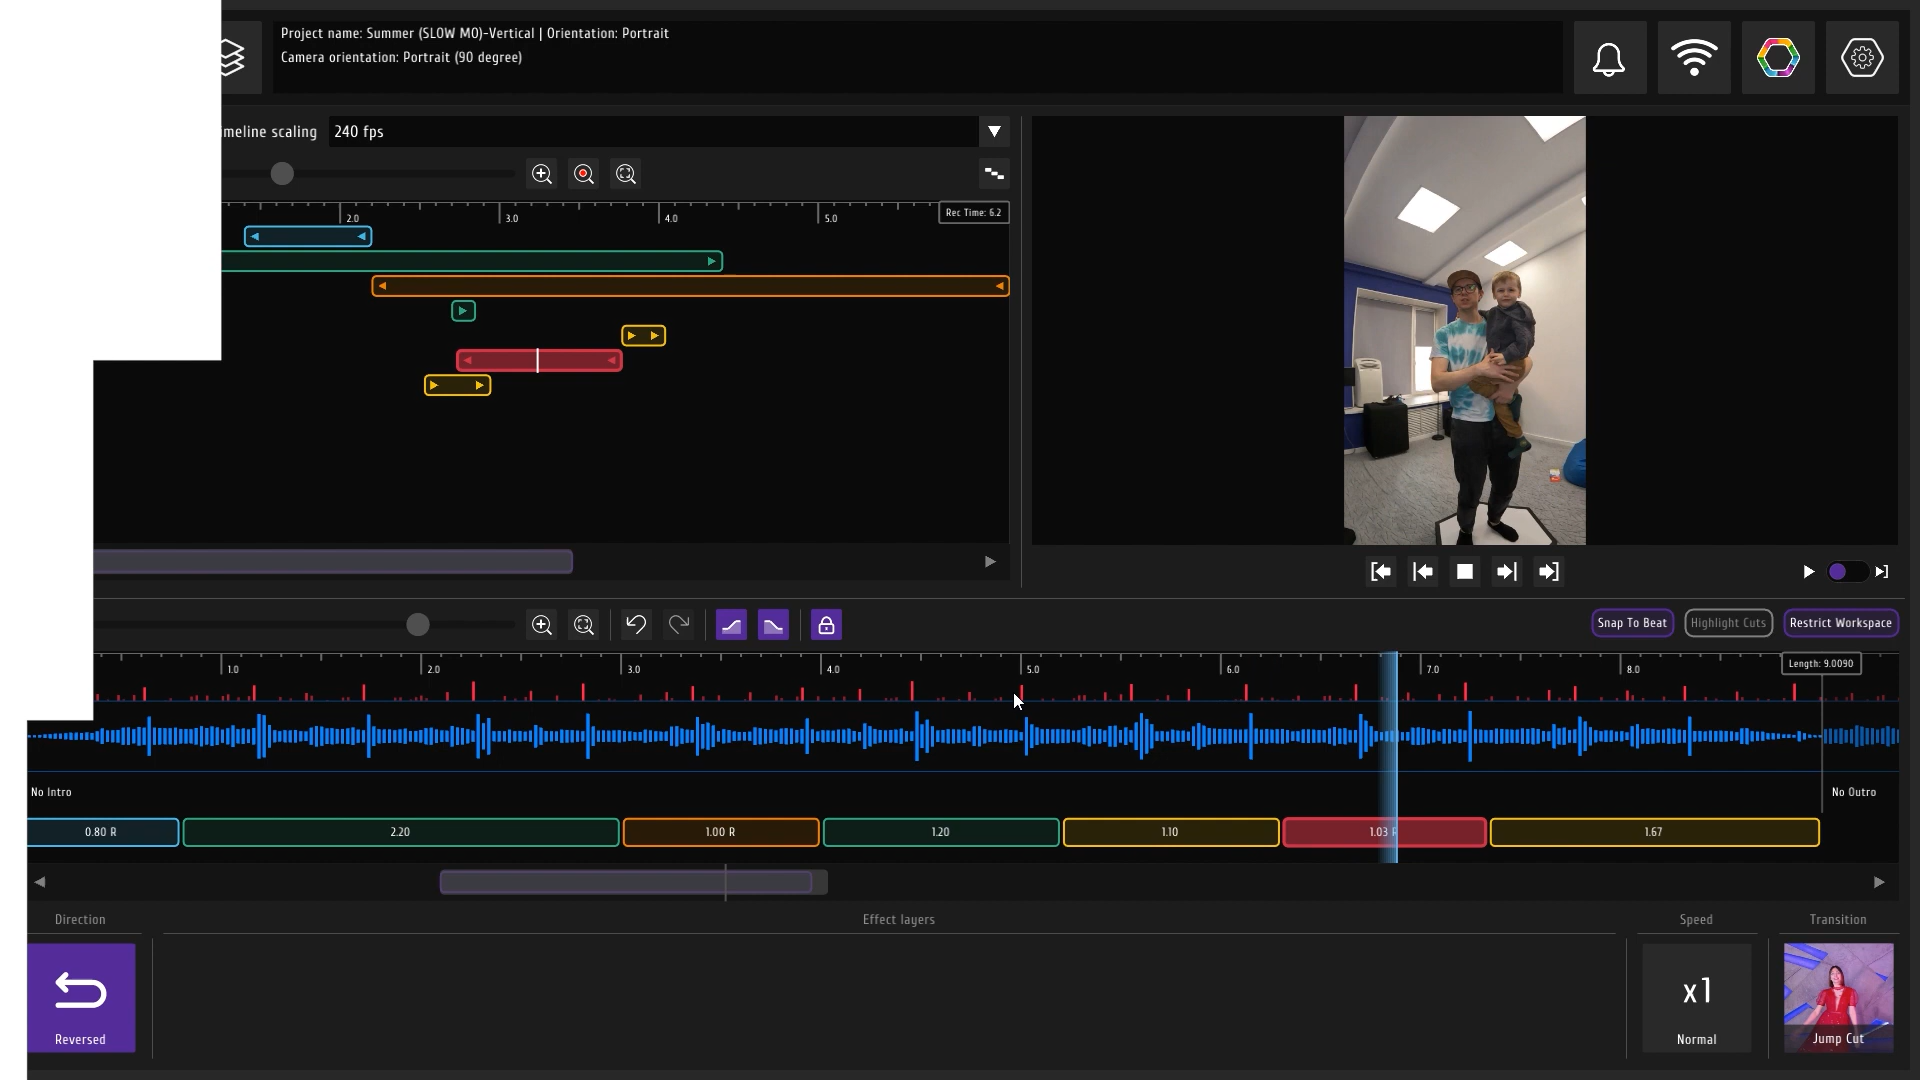 Project name: Summer (SLOW MO)-Vertical | Orientation: Portrait
Camera orientation: Portrait (90 degree)
imeline scaling
240 fps
2.0
3.0
4.0
5.0
Rec Time: 6.2
Snap To Beat
Highlight Cuts
Restrict Workspace
1.0
2.0
3.0
4.0
5.0
6.0
7.0
8.0
Length: 9.0090
No Intro
No Outro
0.80 R
2.20
1.00 R
1.20
1.10
1.03 R
1.67
Direction
Effect layers
Speed
Transition
x1
Reversed
Normal
Jump Cut